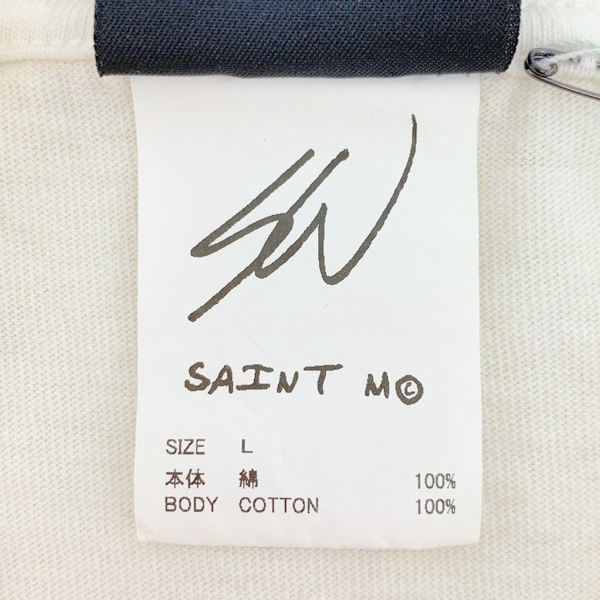 SAINT M©
SIZE L
本体 綿 100%
BODY COTTON 100%